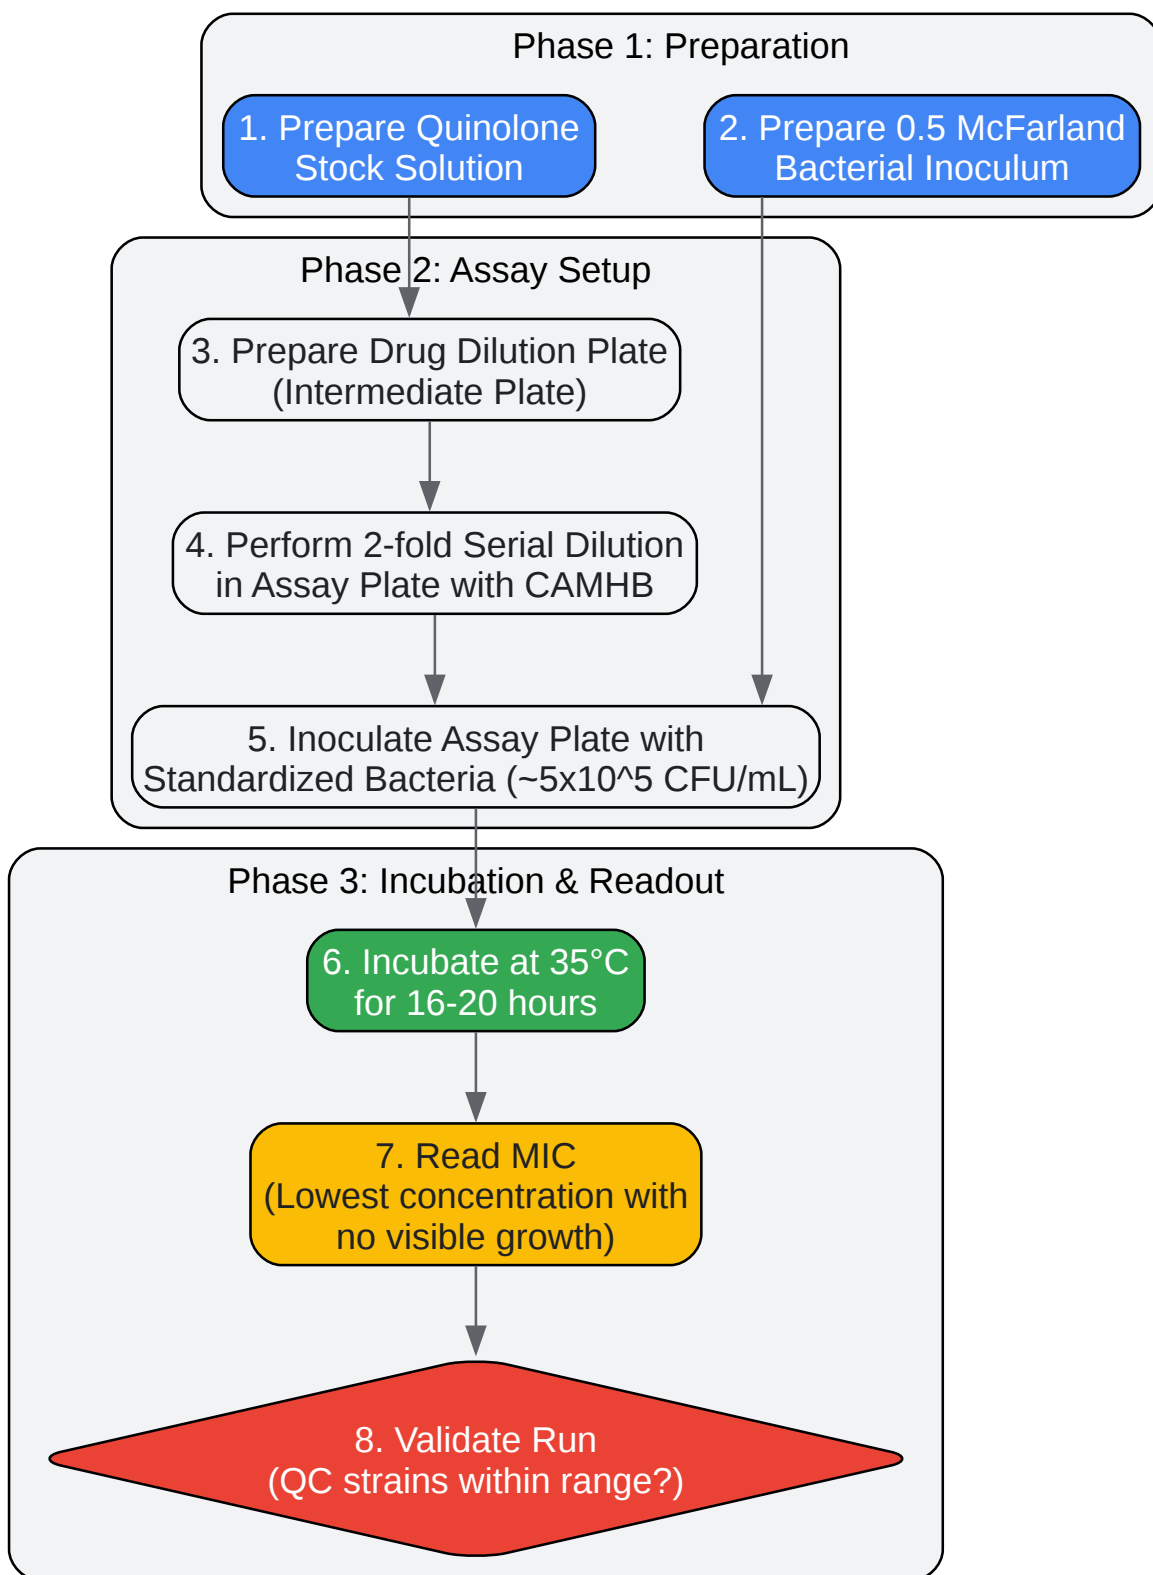 Phase 1: Preparation
1. Prepare Quinolone
Stock Solution
2. Prepare 0.5 McFarland
Bacterial Inoculum
Phase 2: Assay Setup
3. Prepare Drug Dilution Plate
(Intermediate Plate)
4. Perform 2-fold Serial Dilution
in Assay Plate with CAMHB
5. Inoculate Assay Plate with
Standardized Bacteria (~5x10^5 CFU/mL)
Phase 3: Incubation & Readout
6. Incubate at 35°C
for 16-20 hours
7. Read MIC
(Lowest concentration with
no visible growth)
8. Validate Run
(QC strains within range?)